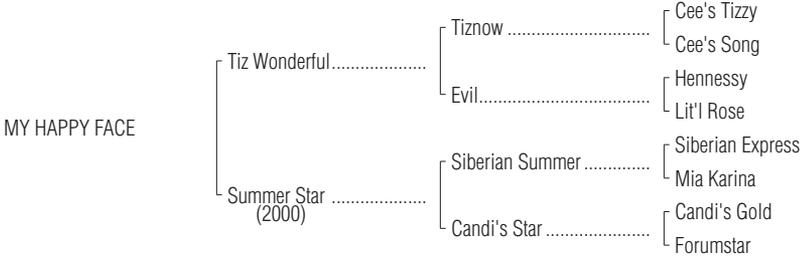 Cee's Tizzy
Tiznow ..............................
Cee's Song
Tiz Wonderful....................
Hennessy
Evil....................................
Lit'l Rose
MY HAPPY FACE
Siberian Express
Siberian Summer ..............
Mia Karina
Summer Star ....................
(2000)
Candi's Gold
Candi's Star ......................
Forumstar